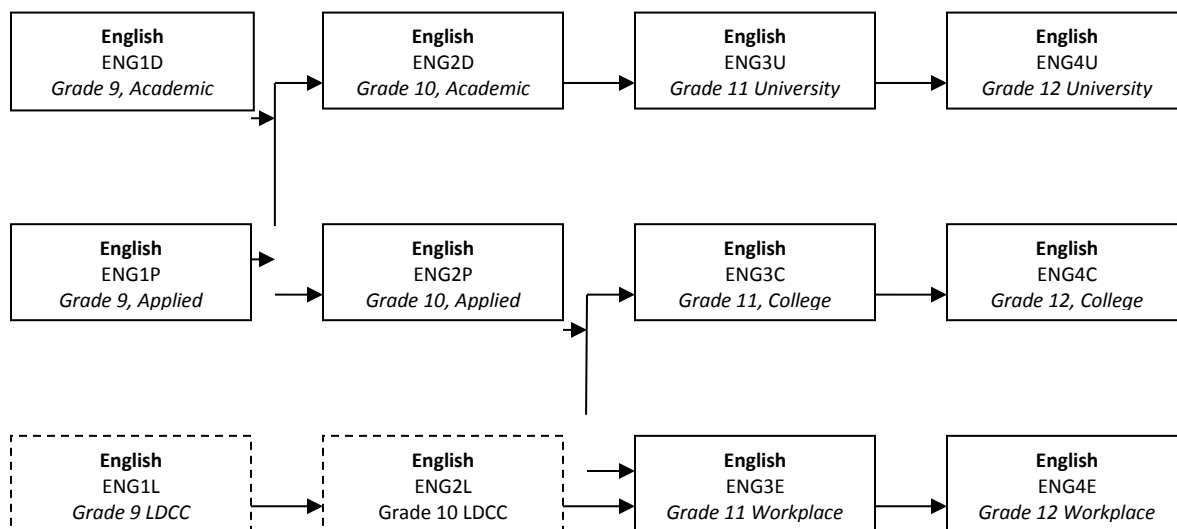 English
ENG1D
Grade 9, Academic
English
ENG2D
Grade 10, Academic
English
ENG3U
Grade 11 University
English
ENG4U
Grade 12 University
English
ENG1P
Grade 9, Applied
English
ENG2P
Grade 10, Applied
English
ENG3C
Grade 11, College
English
ENG4C
Grade 12, College
English
ENG1L
Grade 9 LDCC
English
ENG2L
Grade 10 LDCC
English
ENG3E
Grade 11 Workplace
English
ENG4E
Grade 12 Workplace